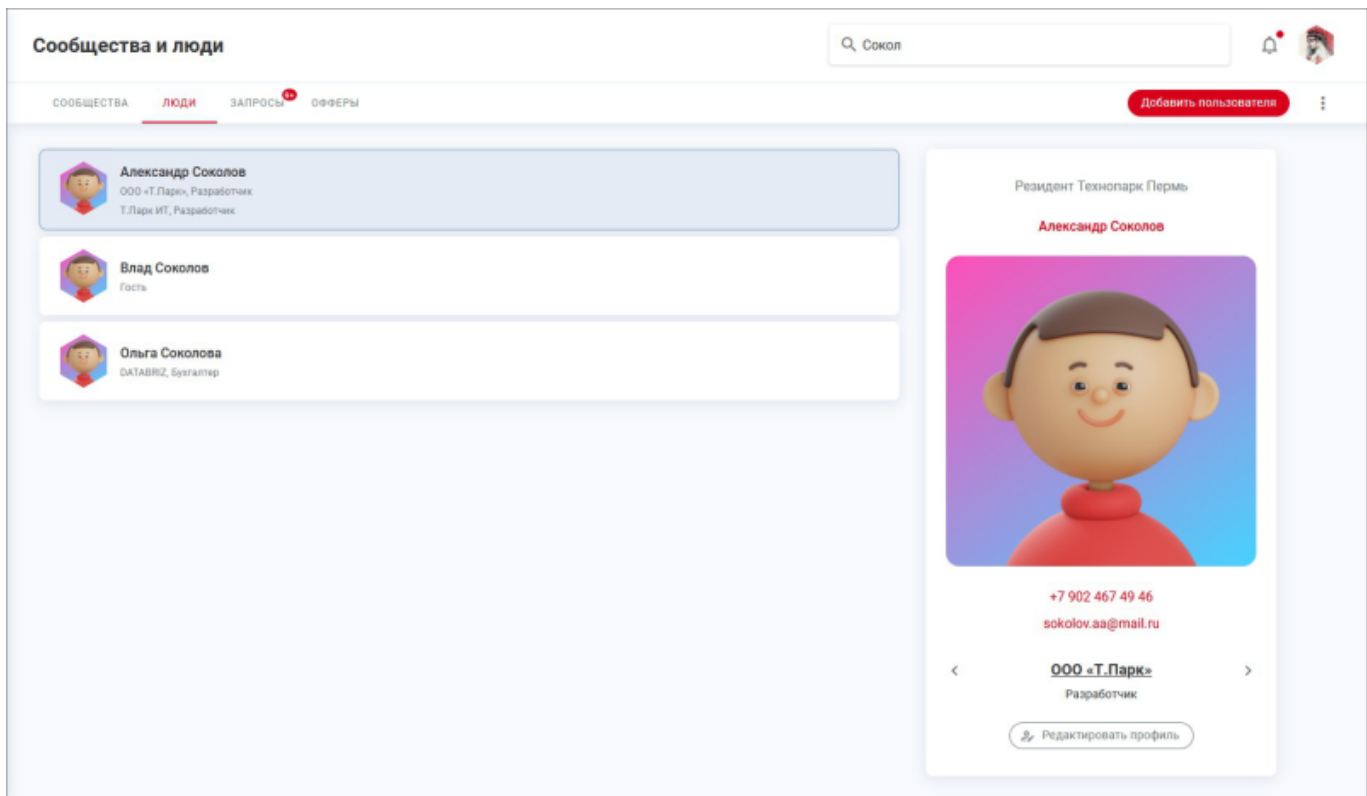 Сообщества и люди
Сокол
СООБЩЕСТВА ЛЮДИ ЗАПРОСЫ 9+ ОФФЕРЫ
Добавить пользователя
Александр Соколов
ООО «Т.Парк», Разработчик
Т.Парк ИТ, Разработчик
Влад Соколов
Гость
Ольга Соколова
DATABRIZ, Бухгалтер
Резидент Технопарк Пермь
Александр Соколов
+7 902 467 49 46
sokolov.aa@mail.ru
ООО «Т.Парк»
Разработчик
Редактировать профиль